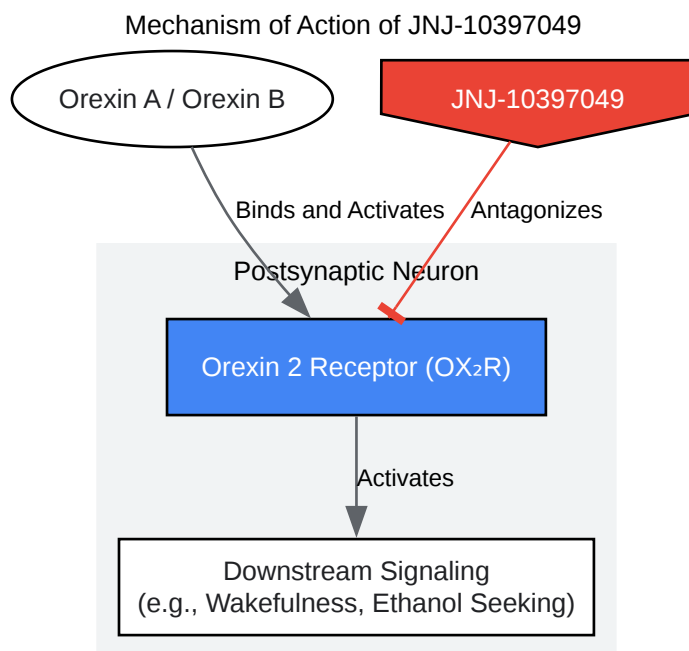 Mechanism of Action of JNJ-10397049
Orexin A / Orexin B
JNJ-10397049
Binds and Activates
Antagonizes
Postsynaptic Neuron
Orexin 2 Receptor (OX₂R)
Activates
Downstream Signaling
(e.g., Wakefulness, Ethanol Seeking)